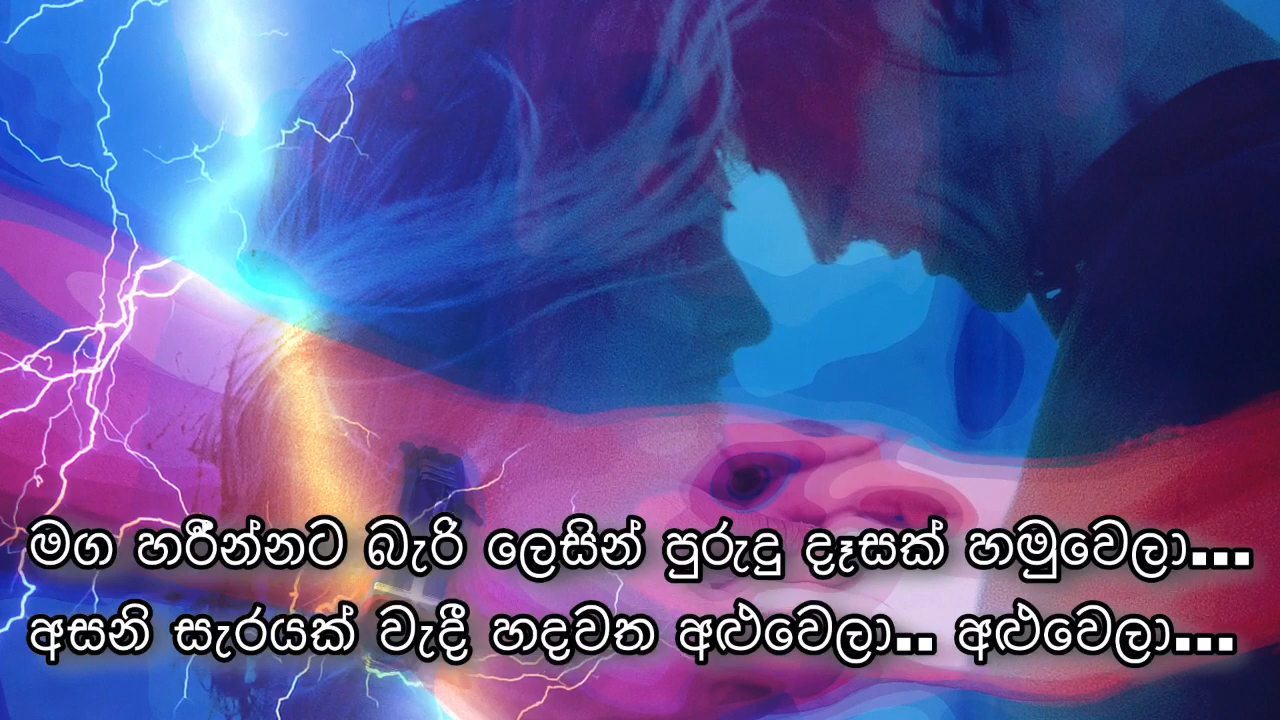 මග හරින්නට බැරි ලෙසින් පුරුදු දෑසක් හමුවෙලා...
අසනි සැරයක් වැදී හදවත අළුවෙලා.. අළුවෙලා...